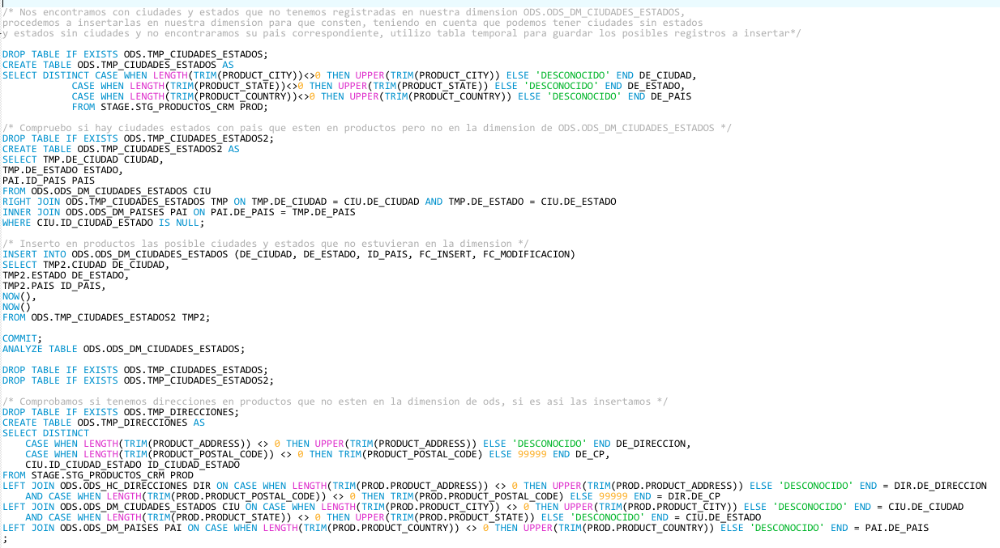 /* Nos encontramos con ciudades y estados que no tenemos registradas en nuestra dimension ODS.ODS_DM_CIUDADES_ESTADOS,
procedemos a insertarlas en nuestra dimension para que consten, teniendo en cuenta que podemos tener ciudades sin estados
y estados sin ciudades y no encontraramos su pais correspondiente, utilizo tabla temporal para guardar los posibles registros a insertar*/
DROP TABLE IF EXISTS ODS.TMP_CIUDADES_ESTADOS;
CREATE TABLE ODS.TMP_CIUDADES_ESTADOS AS
SELECT DISTINCT CASE WHEN LENGTH(TRIM(PRODUCT_CITY))<>0 THEN UPPER(TRIM(PRODUCT_CITY)) ELSE 'DESCONOCIDO' END DE_CIUDAD,
CASE WHEN LENGTH(TRIM(PRODUCT_STATE))<>0 THEN UPPER(TRIM(PRODUCT_STATE)) ELSE 'DESCONOCIDO' END DE_ESTADO,
CASE WHEN LENGTH(TRIM(PRODUCT_COUNTRY))<>0 THEN UPPER(TRIM(PRODUCT_COUNTRY)) ELSE 'DESCONOCIDO' END DE_PAIS
FROM STAGE.STG_PRODUCTOS_CRM PROD;
/* Compruebo si hay ciudades estados con pais que esten en productos pero no en la dimension de ODS.ODS_DM_CIUDADES_ESTADOS */
DROP TABLE IF EXISTS ODS.TMP_CIUDADES_ESTADOS2;
CREATE TABLE ODS.TMP_CIUDADES_ESTADOS2 AS
SELECT TMP.DE_CIUDAD CIUDAD,
TMP.DE_ESTADO ESTADO,
PAI.ID_PAIS PAIS
FROM ODS.ODS_DM_CIUDADES_ESTADOS CIU
RIGHT JOIN ODS.TMP_CIUDADES_ESTADOS TMP ON TMP.DE_CIUDAD = CIU.DE_CIUDAD AND TMP.DE_ESTADO = CIU.DE_ESTADO
INNER JOIN ODS.ODS_DM_PAISES PAI ON PAI.DE_PAIS = TMP.DE_PAIS
WHERE CIU.ID_CIUDAD_ESTADO IS NULL;
/* Inserto en productos las posible ciudades y estados que no estuvieran en la dimension */
INSERT INTO ODS.ODS_DM_CIUDADES_ESTADOS (DE_CIUDAD, DE_ESTADO, ID_PAIS, FC_INSERT, FC_MODIFICACION)
SELECT TMP2.CIUDAD DE_CIUDAD,
TMP2.ESTADO DE_ESTADO,
TMP2.PAIS ID_PAIS,
NOW(),
NOW()
FROM ODS.TMP_CIUDADES_ESTADOS2 TMP2;
COMMIT;
ANALYZE TABLE ODS.ODS_DM_CIUDADES_ESTADOS;
DROP TABLE IF EXISTS ODS.TMP_CIUDADES_ESTADOS;
DROP TABLE IF EXISTS ODS.TMP_CIUDADES_ESTADOS2;
/* Comprobamos si tenemos direcciones en productos que no esten en la dimension de ods, si es asi las insertamos */
DROP TABLE IF EXISTS ODS.TMP_DIRECCIONES;
CREATE TABLE ODS.TMP_DIRECCIONES AS
SELECT DISTINCT
CASE WHEN LENGTH(TRIM(PRODUCT_ADDRESS)) <> 0 THEN UPPER(TRIM(PRODUCT_ADDRESS)) ELSE 'DESCONOCIDO' END DE_DIRECCION,
CASE WHEN LENGTH(TRIM(PRODUCT_POSTAL_CODE)) <> 0 THEN TRIM(PRODUCT_POSTAL_CODE) ELSE 99999 END DE_CP,
CIU.ID_CIUDAD_ESTADO ID_CIUDAD_ESTADO
FROM STAGE.STG_PRODUCTOS_CRM PROD
LEFT JOIN ODS.ODS_HC_DIRECCIONES DIR ON CASE WHEN LENGTH(TRIM(PROD.PRODUCT_ADDRESS)) <> 0 THEN UPPER(TRIM(PROD.PRODUCT_ADDRESS)) ELSE 'DESCONOCIDO' END = DIR.DE_DIRECCION
AND CASE WHEN LENGTH(TRIM(PROD.PRODUCT_POSTAL_CODE)) <> 0 THEN TRIM(PROD.PRODUCT_POSTAL_CODE) ELSE 99999 END = DIR.DE_CP
LEFT JOIN ODS.ODS_DM_CIUDADES_ESTADOS CIU ON CASE WHEN LENGTH(TRIM(PROD.PRODUCT_CITY)) <> 0 THEN UPPER(TRIM(PROD.PRODUCT_CITY)) ELSE 'DESCONOCIDO' END = CIU.DE_CIUDAD
AND CASE WHEN LENGTH(TRIM(PROD.PRODUCT_STATE)) <> 0 THEN UPPER(TRIM(PROD.PRODUCT_STATE)) ELSE 'DESCONOCIDO' END = CIU.DE_ESTADO
LEFT JOIN ODS.ODS_DM_PAISES PAI ON CASE WHEN LENGTH(TRIM(PROD.PRODUCT_COUNTRY)) <> 0 THEN UPPER(TRIM(PROD.PRODUCT_COUNTRY)) ELSE 'DESCONOCIDO' END = PAI.DE_PAIS
;